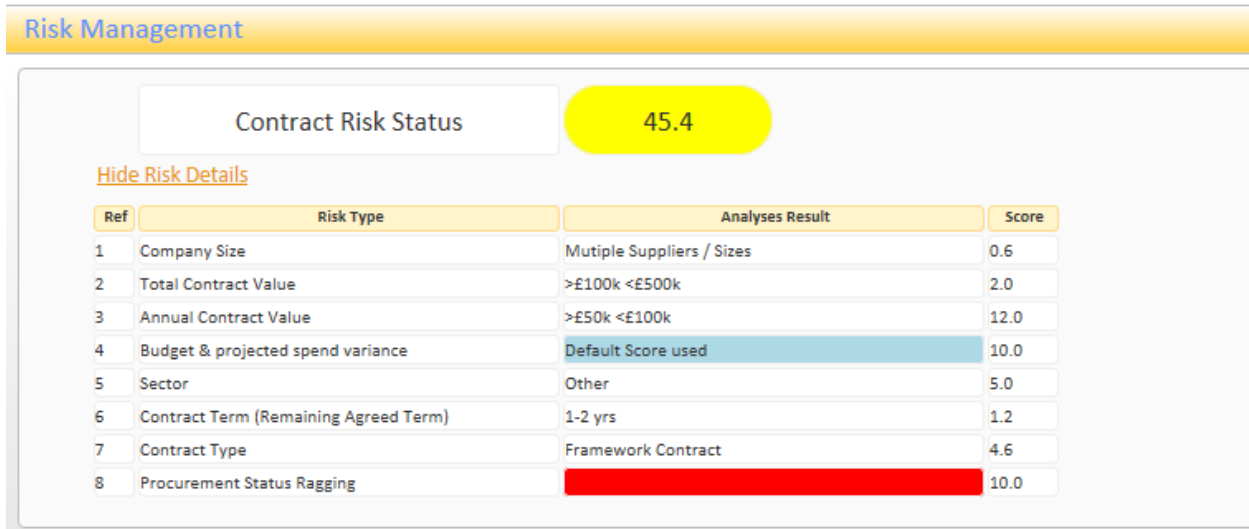 Risk Management
Contract Risk Status 45.4
Hide Risk Details
Ref Risk Type Analyses Result Score
1 Company Size Mutiple Suppliers / Sizes 0.6
2 Total Contract Value >£100k <£500k 2.0
3 Annual Contract Value >£50k <£100k 12.0
4 Budget & projected spend variance Default Score used 10.0
5 Sector Other 5.0
6 Contract Term (Remaining Agreed Term) 1-2 yrs 1.2
7 Contract Type Framework Contract 4.6
8 Procurement Status Ragging 10.0